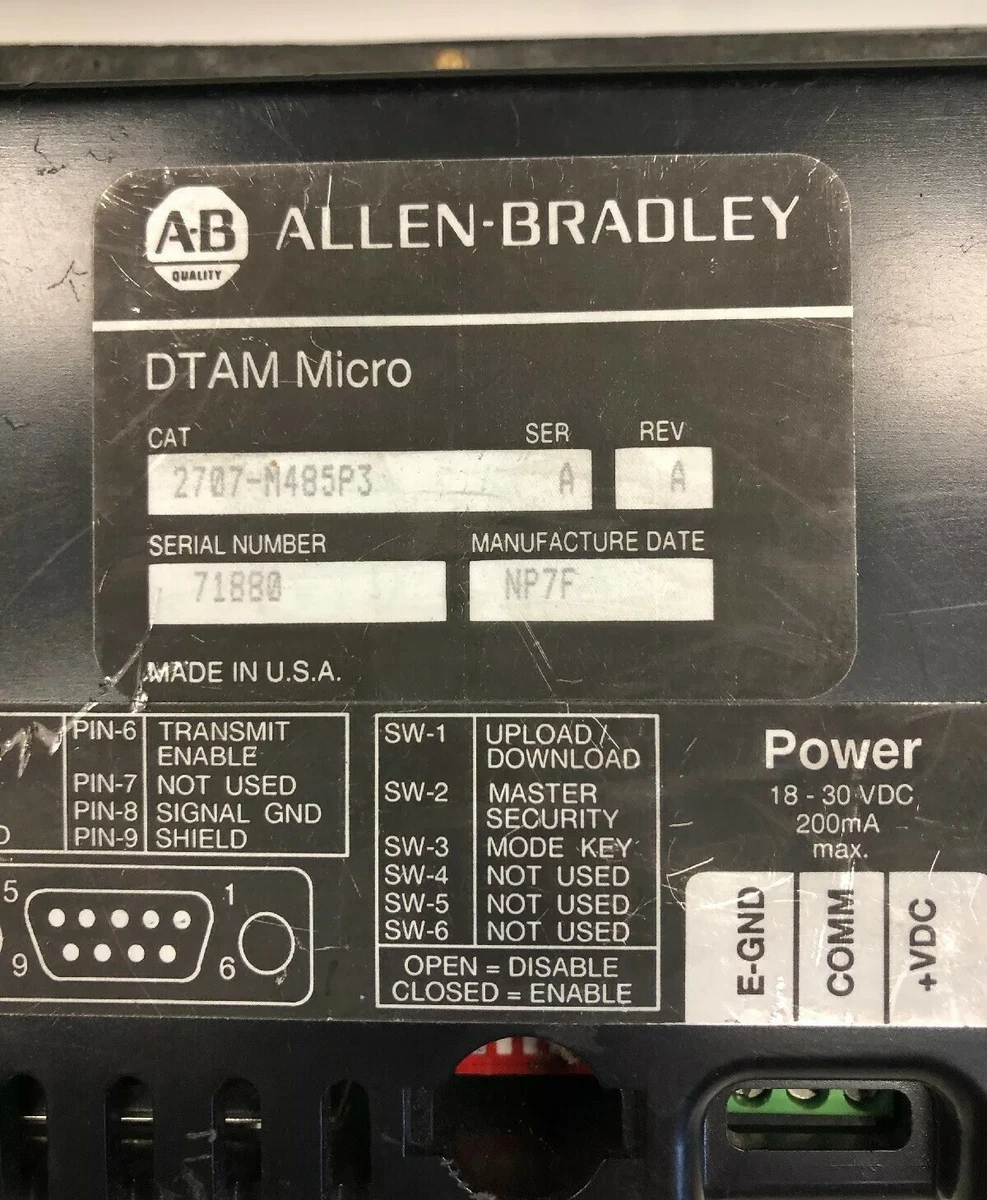 A·B
QUALITY
ALLEN-BRADLEY
DTAM Micro
CAT SER REV
2707-M485P3 A A
SERIAL NUMBER MANUFACTURE DATE
71880 NP7F
MADE IN U.S.A.
PIN-6 TRANSMIT
ENABLE
PIN-7 NOT USED
PIN-8 SIGNAL GND
PIN-9 SHIELD
5 1
9 6
SW-1 UPLOAD/
DOWNLOAD
SW-2 MASTER
SECURITY
SW-3 MODE KEY
SW-4 NOT USED
SW-5 NOT USED
SW-6 NOT USED
OPEN = DISABLE
CLOSED = ENABLE
Power
18 - 30 VDC
200mA
max.
E-GND
COMM
+VDC